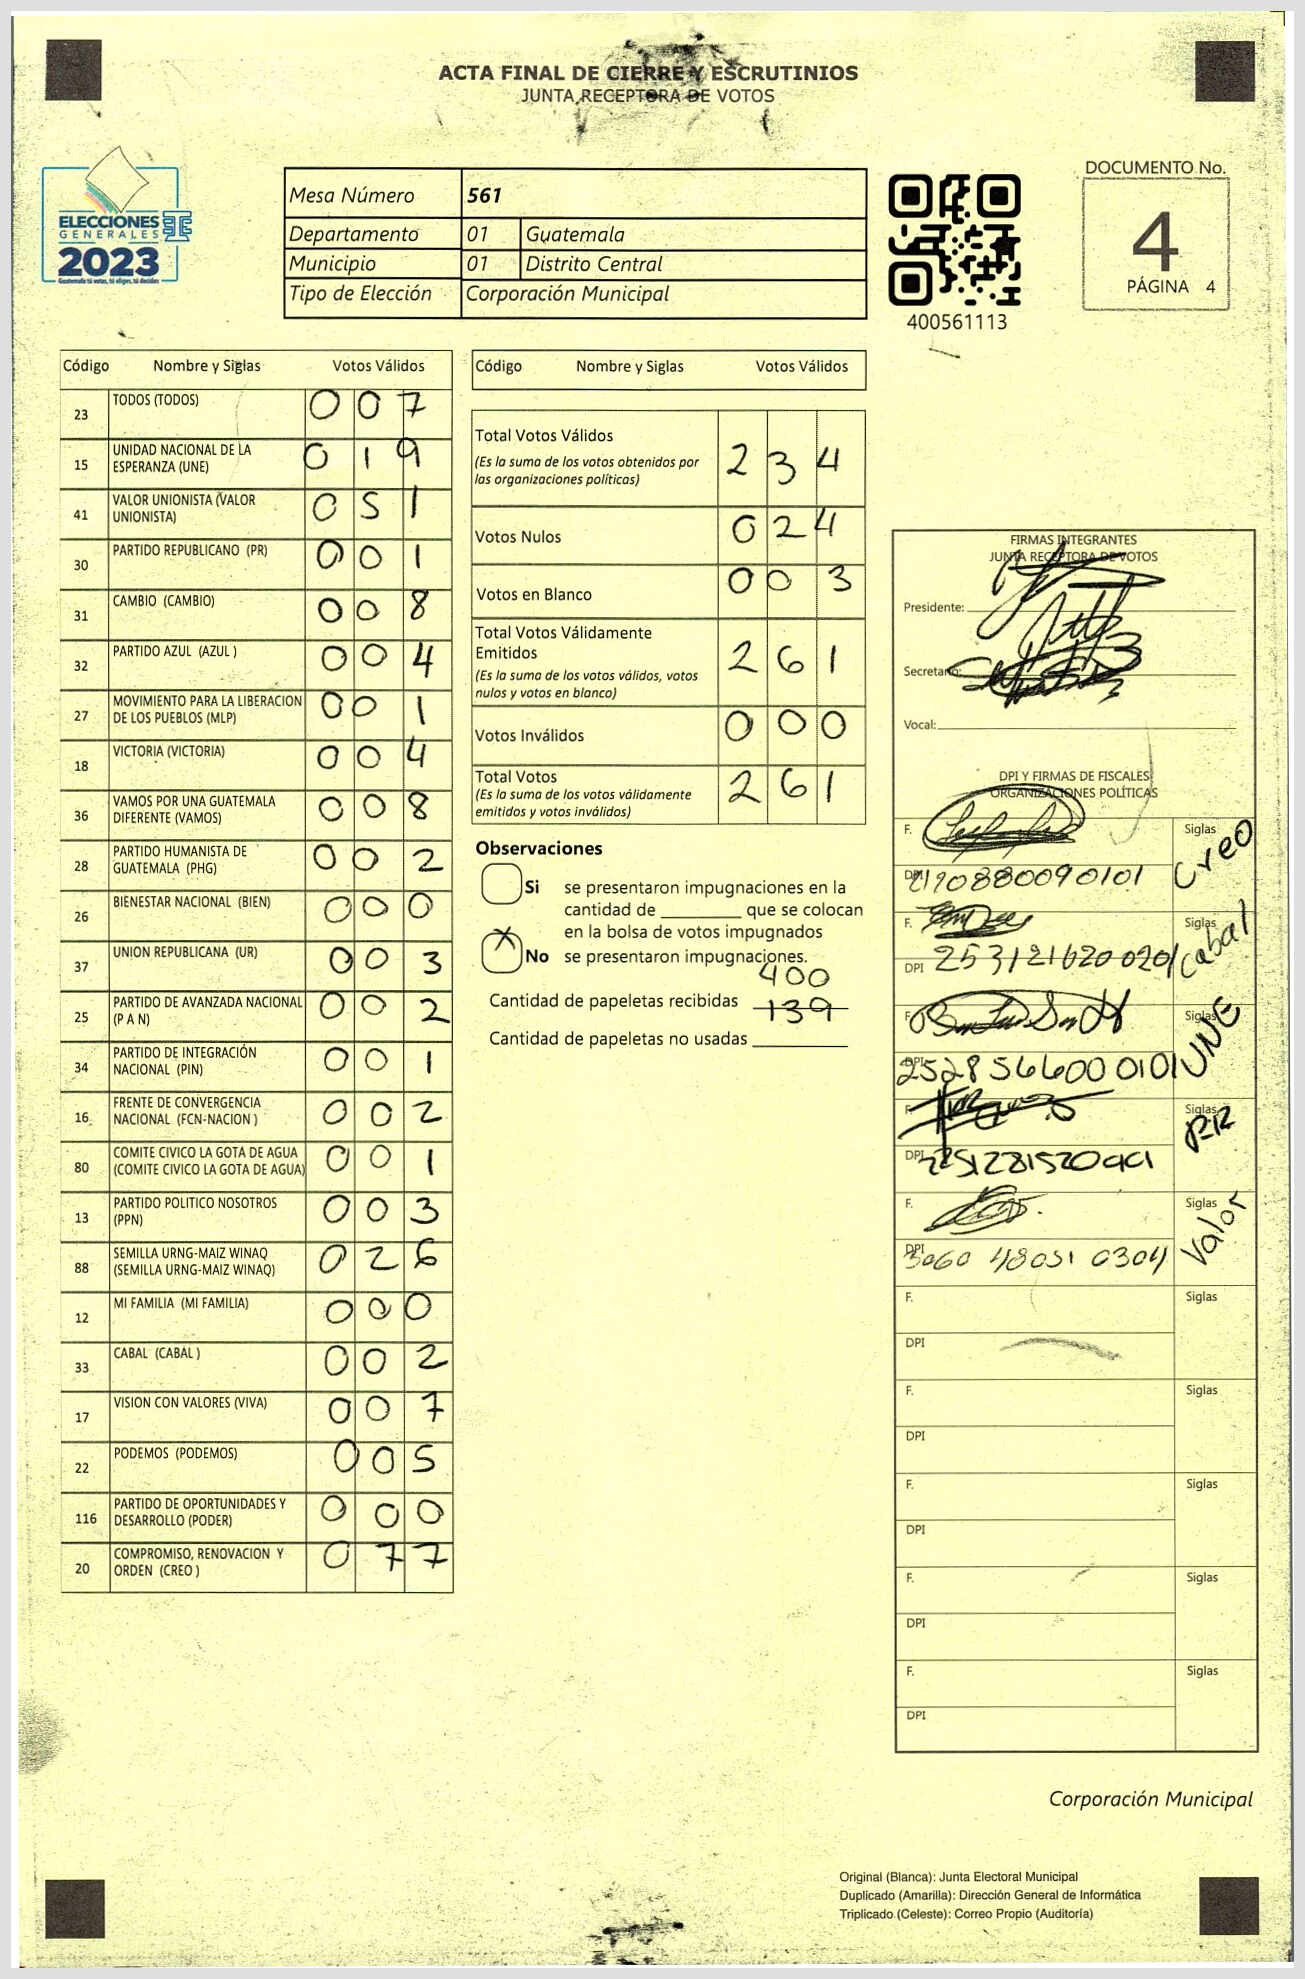 ACTA FINAL DE CIERRE Y ESCRUTINIOS
JUNTA RECEPTORA DE VOTOS
ELECCIONES
GENERALES
2023
Guatemala tú votas, tú eliges, tú decides
Mesa Número 561
Departamento 01 Guatemala
Municipio 01 Distrito Central
Tipo de Elección Corporación Municipal
400561113
DOCUMENTO No.
4
PÁGINA 4
Código Nombre y Siglas Votos Válidos
23 TODOS (TODOS) 0 0 7
15 UNIDAD NACIONAL DE LA ESPERANZA (UNE) 0 1 9
41 VALOR UNIONISTA (VALOR UNIONISTA) 0 5 1
30 PARTIDO REPUBLICANO (PR) 0 0 1
31 CAMBIO (CAMBIO) 0 0 8
32 PARTIDO AZUL (AZUL ) 0 0 4
27 MOVIMIENTO PARA LA LIBERACION DE LOS PUEBLOS (MLP) 0 0 1
18 VICTORIA (VICTORIA) 0 0 4
36 VAMOS POR UNA GUATEMALA DIFERENTE (VAMOS) 0 0 8
28 PARTIDO HUMANISTA DE GUATEMALA (PHG) 0 0 2
26 BIENESTAR NACIONAL (BIEN) 0 0 0
37 UNION REPUBLICANA (UR) 0 0 3
25 PARTIDO DE AVANZADA NACIONAL (P A N) 0 0 2
34 PARTIDO DE INTEGRACIÓN NACIONAL (PIN) 0 0 1
16 FRENTE DE CONVERGENCIA NACIONAL (FCN-NACION ) 0 0 2
80 COMITE CIVICO LA GOTA DE AGUA (COMITE CIVICO LA GOTA DE AGUA) 0 0 1
13 PARTIDO POLITICO NOSOTROS (PPN) 0 0 3
88 SEMILLA URNG-MAIZ WINAQ (SEMILLA URNG-MAIZ WINAQ) 0 2 6
12 MI FAMILIA (MI FAMILIA) 0 0 0
33 CABAL (CABAL ) 0 0 2
17 VISION CON VALORES (VIVA) 0 0 7
22 PODEMOS (PODEMOS) 0 0 5
116 PARTIDO DE OPORTUNIDADES Y DESARROLLO (PODER) 0 0 0
20 COMPROMISO, RENOVACION Y ORDEN (CREO ) 0 7 7
Código Nombre y Siglas Votos Válidos
Total Votos Válidos 2 3 4
(Es la suma de los votos obtenidos por
las organizaciones políticas)
Votos Nulos 0 2 4
Votos en Blanco 0 0 3
Total Votos Válidamente
Emitidos 2 6 1
(Es la suma de los votos válidos, votos
nulos y votos en blanco)
Votos Inválidos 0 0 0
Total Votos 2 6 1
(Es la suma de los votos válidamente
emitidos y votos inválidos)
Observaciones
Si se presentaron impugnaciones en la
cantidad de ________ que se colocan
en la bolsa de votos impugnados
X No se presentaron impugnaciones.
400
Cantidad de papeletas recibidas 139
Cantidad de papeletas no usadas
FIRMAS INTEGRANTES
JUNTA RECEPTORA DE VOTOS
Presidente:
Secretario:
Vocal:
DPI Y FIRMAS DE FISCALES
ORGANIZACIONES POLÍTICAS
F. Siglas Creo
DPI 2190880090101
F. Siglas Cabal
DPI 2531216200201
F. Siglas UNE
DPI 2528566000101
F. Siglas
DPI
F. Siglas Valor
DPI 3060 48051 0304
F. Siglas
DPI
F. Siglas
DPI
F. Siglas
DPI
F. Siglas
DPI
F. Siglas
DPI
Corporación Municipal
Original (Blanca): Junta Electoral Municipal
Duplicado (Amarilla): Dirección General de Informática
Triplicado (Celeste): Correo Propio (Auditoría)